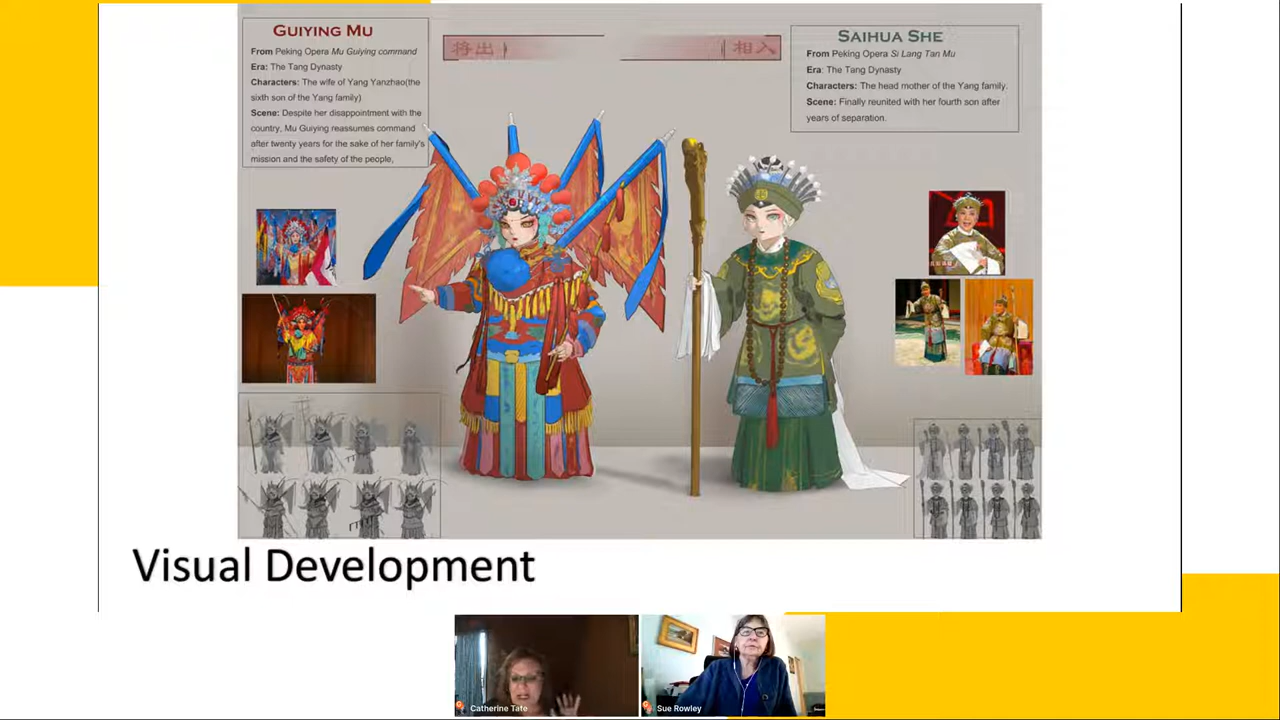 GUIYING MU
From Peking Opera Mu Guiying command
Era: The Tang Dynasty
Characters: The wife of Yang Yanzhao(the
sixth son of the Yang family)
Scene: Despite her disappointment with the
country, Mu Guiying reassumes command
after twenty years for the sake of her family's
mission and the safety of the people,
将出
相入
SAIHUA SHE
From Peking Opera Si Lang Tan Mu
Era: The Tang Dynasty
Characters: The head mother of the Yang family.
Scene: Finally reunited with her fourth son after
years of separation.
Visual Development
Catherine Tate
Sue Rowley